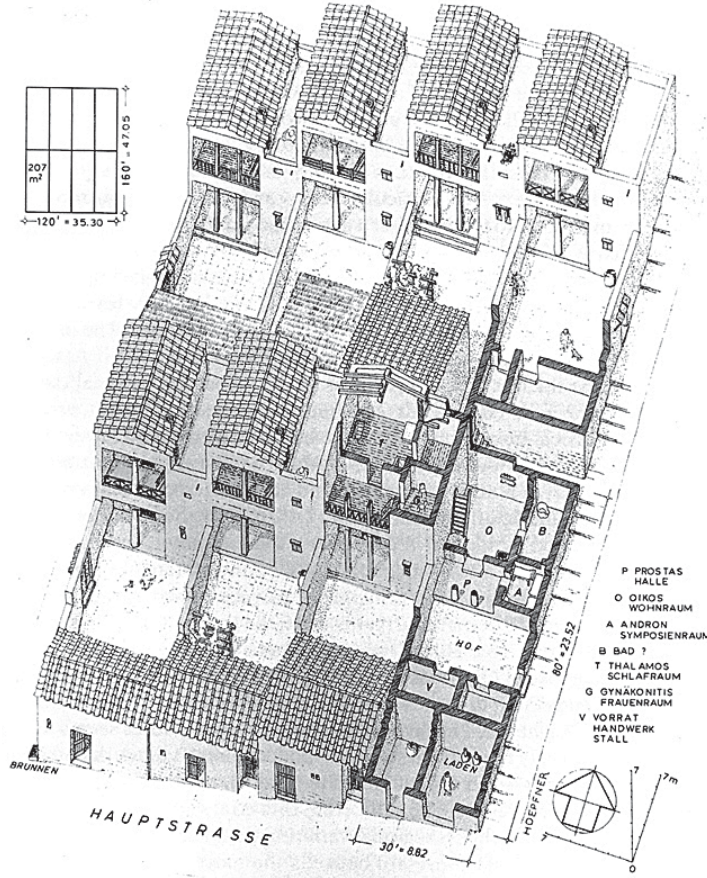 207
m²
160' = 47.05
120' = 35.30
T
G
O
B
P
A
HOF
V
LADEN
P PROSTAS
HALLE
O OIKOS
WOHNRAUM
A ANDRON
SYMPOSIENRAUM
B BAD ?
T THALAMOS
SCHLAFRAUM
G GYNÄKONITIS
FRAUENRAUM
V VORRAT
HANDWERK
STALL
80' = 23.52
BRUNNEN
HAUPTSTRASSE
30' = 8.82
HOEPFNER
7
7m
7
0